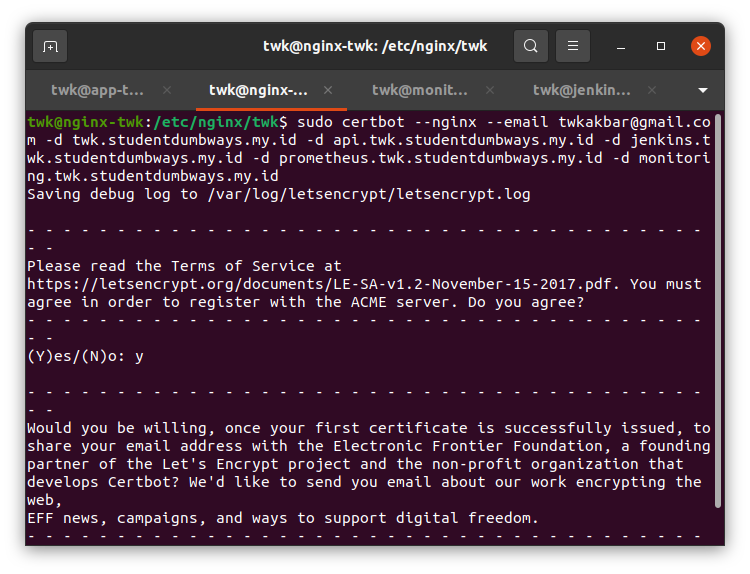 twk@nginx-twk: /etc/nginx/twk
twk@app-t...
twk@nginx-...
twk@monit...
twk@jenkin...
twk@nginx-twk:/etc/nginx/twk$ sudo certbot --nginx --email twkakbar@gmail.co
m -d twk.studentdumbways.my.id -d api.twk.studentdumbways.my.id -d jenkins.t
wk.studentdumbways.my.id -d prometheus.twk.studentdumbways.my.id -d monitori
ng.twk.studentdumbways.my.id
Saving debug log to /var/log/letsencrypt/letsencrypt.log
- - - - - - - - - - - - - - - - - - - - - - - - - - - - - - - - - - - - - -
- -
Please read the Terms of Service at
https://letsencrypt.org/documents/LE-SA-v1.2-November-15-2017.pdf. You must
agree in order to register with the ACME server. Do you agree?
- - - - - - - - - - - - - - - - - - - - - - - - - - - - - - - - - - - - - -
- -
(Y)es/(N)o: y
- - - - - - - - - - - - - - - - - - - - - - - - - - - - - - - - - - - - - -
- -
Would you be willing, once your first certificate is successfully issued, to
share your email address with the Electronic Frontier Foundation, a founding
partner of the Let's Encrypt project and the non-profit organization that
develops Certbot? We'd like to send you email about our work encrypting the
web,
EFF news, campaigns, and ways to support digital freedom.
- - - - - - - - - - - - - - - - - - - - - - - - - - - - - - - - - - - - - -